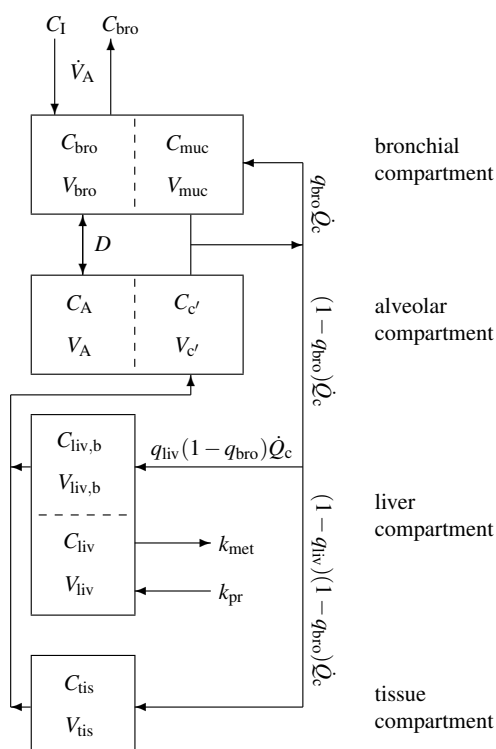 C_I C_bro
V̇_A
C_bro C_muc
V_bro V_muc
bronchial
compartment
q_bro Q̇_c
D
C_A C_c′
V_A V_c′
alveolar
compartment
(1−q_bro)Q̇_c
C_liv,b
V_liv,b
q_liv(1−q_bro)Q̇_c
C_liv
V_liv
k_met
k_pr
liver
compartment
(1−q_liv)(1−q_bro)Q̇_c
C_tis
V_tis
tissue
compartment